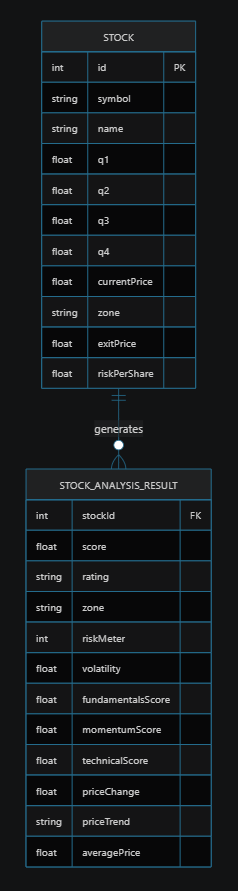 STOCK
int id PK
string symbol
string name
float q1
float q2
float q3
float q4
float currentPrice
string zone
float exitPrice
float riskPerShare
generates
STOCK_ANALYSIS_RESULT
int stockId FK
float score
string rating
string zone
int riskMeter
float volatility
float fundamentalsScore
float momentumScore
float technicalScore
float priceChange
string priceTrend
float averagePrice